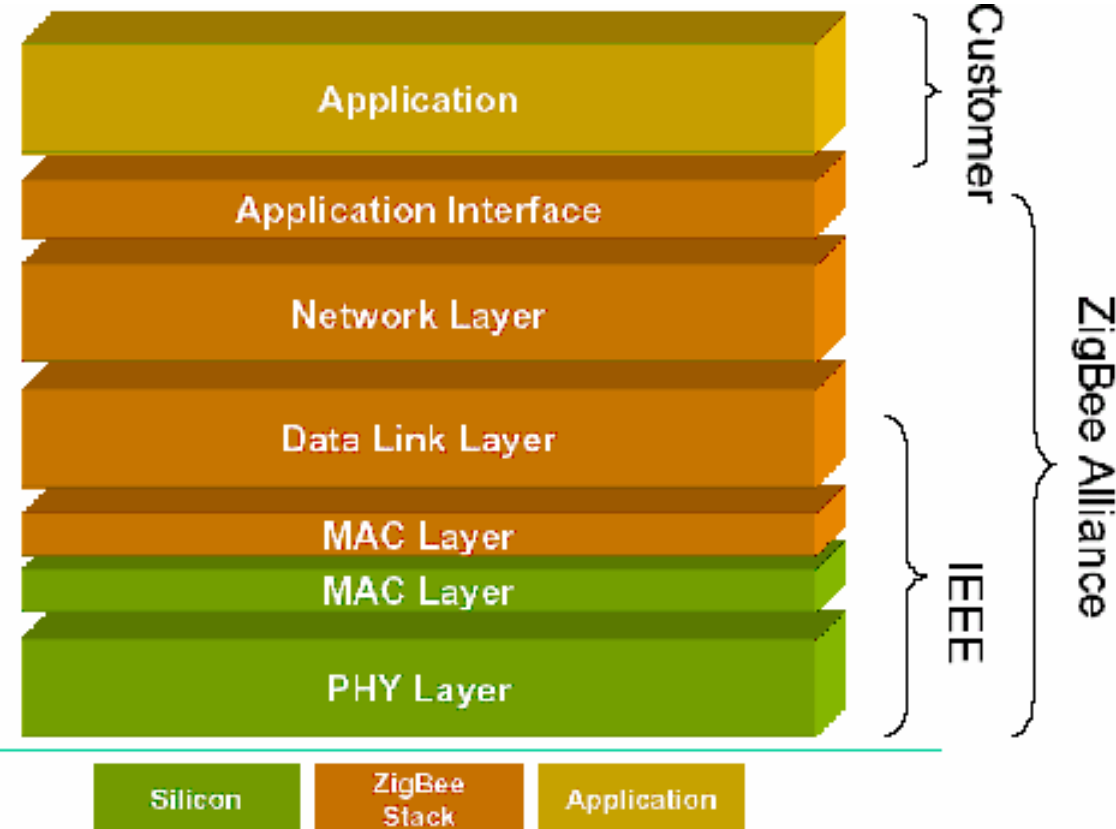 Application
Application Interface
Network Layer
Data Link Layer
MAC Layer
MAC Layer
PHY Layer
Customer
ZigBee Alliance
IEEE
Silicon
ZigBee
Stack
Application